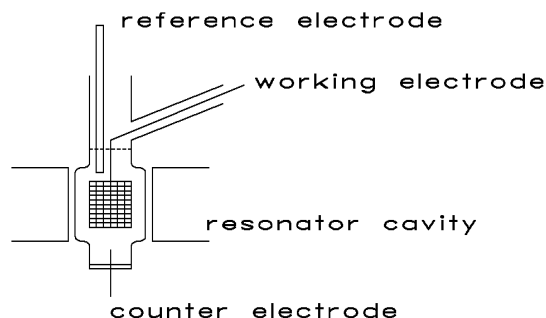 reference electrode
working electrode
resonator cavity
counter electrode